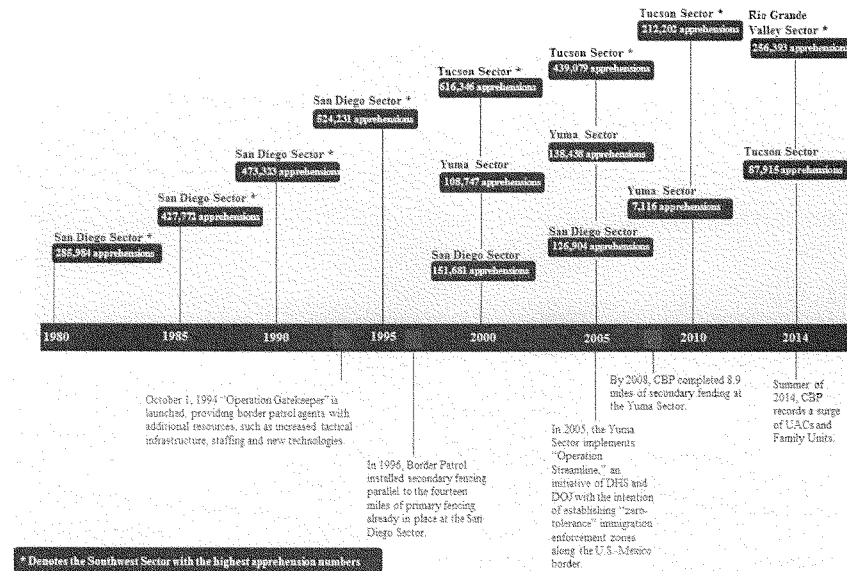 Tucson Sector *
212,202 apprehensions
Rio Grande
Valley Sector *
256,393 apprehensions
Tucson Sector *
439,079 apprehensions
Tucson Sector *
616,346 apprehensions
San Diego Sector *
524,231 apprehensions
San Diego Sector *
473,323 apprehensions
Yuma Sector
138,438 apprehensions
Tucson Sector
87,915 apprehensions
Yuma Sector
108,747 apprehensions
San Diego Sector *
427,772 apprehensions
Yuma Sector
7,116 apprehensions
San Diego Sector *
285,984 apprehensions
San Diego Sector
126,904 apprehensions
San Diego Sector
151,681 apprehensions
1980
1985
1990
1995
2000
2005
2010
2014
October 1, 1994 "Operation Gatekeeper" is
launched, providing border patrol agents with
additional resources, such as increased tactical
infrastructure, staffing and new technologies.
In 1996, Border Patrol
installed secondary fencing
parallel to the fourteen
miles of primary fencing
already in place at the San
Diego Sector.
In 2005, the Yuma
Sector implements
"Operation
Streamline," an
initiative of DHS and
DOJ with the intention
of establishing "zero-
tolerance" immigration
enforcement zones
along the U.S.-Mexico
border.
By 2008, CBP completed 8.9
miles of secondary fending at
the Yuma Sector.
Summer of
2014, CBP
records a surge
of UACs and
Family Units.
* Denotes the Southwest Sector with the highest apprehension numbers